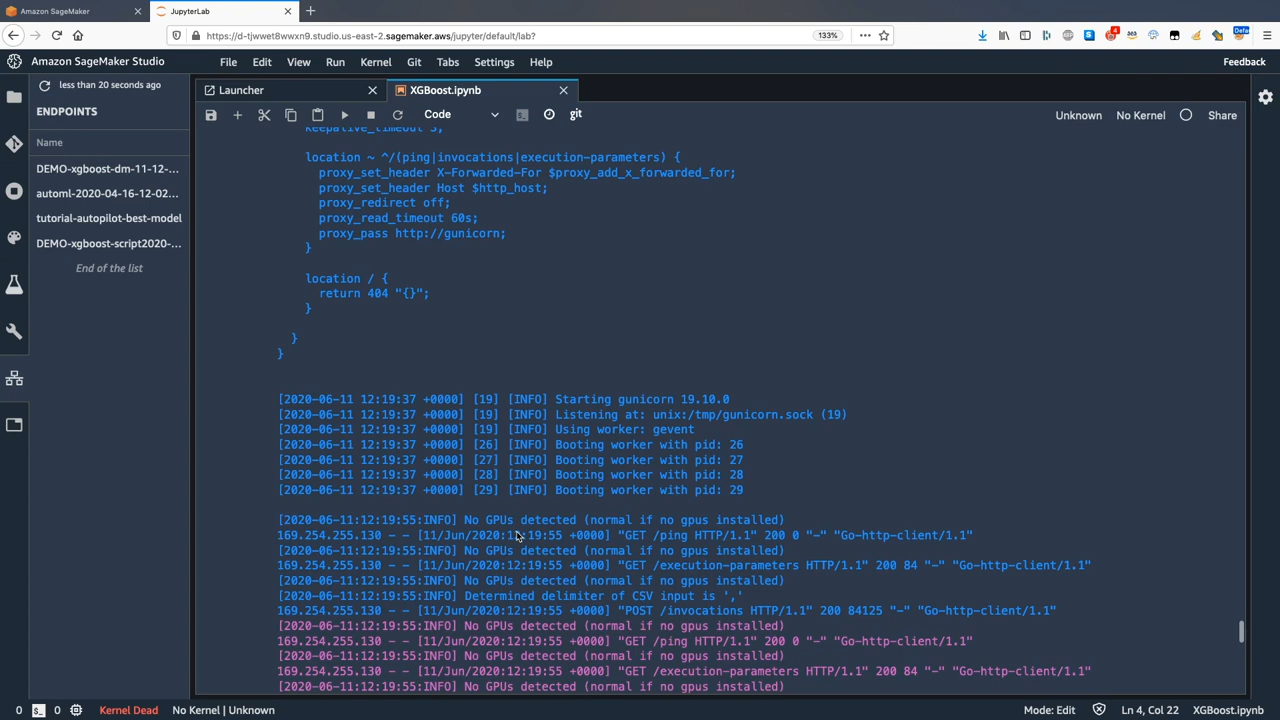 Amazon SageMaker
JupyterLab
https://d-tjwwet8wwxn9.studio.us-east-2.sagemaker.aws/jupyter/default/lab?
133%
4
Defa
Amazon SageMaker Studio
File Edit View Run Kernel Git Tabs Settings Help
Feedback
less than 20 seconds ago
Launcher
XGBoost.ipynb
ENDPOINTS
Code
git
Unknown
No Kernel
Share
Name
DEMO-xgboost-dm-11-12-...
automl-2020-04-16-12-02...
tutorial-autopilot-best-model
DEMO-xgboost-script2020-...
End of the list
keepalive_timeout 3;
location ~ ^/(ping|invocations|execution-parameters) {
proxy_set_header X-Forwarded-For $proxy_add_x_forwarded_for;
proxy_set_header Host $http_host;
proxy_redirect off;
proxy_read_timeout 60s;
proxy_pass http://gunicorn;
}
location / {
return 404 "{}";
}
}
}
[2020-06-11 12:19:37 +0000] [19] [INFO] Starting gunicorn 19.10.0
[2020-06-11 12:19:37 +0000] [19] [INFO] Listening at: unix:/tmp/gunicorn.sock (19)
[2020-06-11 12:19:37 +0000] [19] [INFO] Using worker: gevent
[2020-06-11 12:19:37 +0000] [26] [INFO] Booting worker with pid: 26
[2020-06-11 12:19:37 +0000] [27] [INFO] Booting worker with pid: 27
[2020-06-11 12:19:37 +0000] [28] [INFO] Booting worker with pid: 28
[2020-06-11 12:19:37 +0000] [29] [INFO] Booting worker with pid: 29
[2020-06-11:12:19:55:INFO] No GPUs detected (normal if no gpus installed)
169.254.255.130 - - [11/Jun/2020:12:19:55 +0000] "GET /ping HTTP/1.1" 200 0 "-" "Go-http-client/1.1"
[2020-06-11:12:19:55:INFO] No GPUs detected (normal if no gpus installed)
169.254.255.130 - - [11/Jun/2020:12:19:55 +0000] "GET /execution-parameters HTTP/1.1" 200 84 "-" "Go-http-client/1.1"
[2020-06-11:12:19:55:INFO] No GPUs detected (normal if no gpus installed)
[2020-06-11:12:19:55:INFO] Determined delimiter of CSV input is ','
169.254.255.130 - - [11/Jun/2020:12:19:55 +0000] "POST /invocations HTTP/1.1" 200 84125 "-" "Go-http-client/1.1"
[2020-06-11:12:19:55:INFO] No GPUs detected (normal if no gpus installed)
169.254.255.130 - - [11/Jun/2020:12:19:55 +0000] "GET /ping HTTP/1.1" 200 0 "-" "Go-http-client/1.1"
[2020-06-11:12:19:55:INFO] No GPUs detected (normal if no gpus installed)
169.254.255.130 - - [11/Jun/2020:12:19:55 +0000] "GET /execution-parameters HTTP/1.1" 200 84 "-" "Go-http-client/1.1"
[2020-06-11:12:19:55:INFO] No GPUs detected (normal if no gpus installed)
0 0 Kernel Dead No Kernel | Unknown
Mode: Edit
Ln 4, Col 22
XGBoost.ipynb